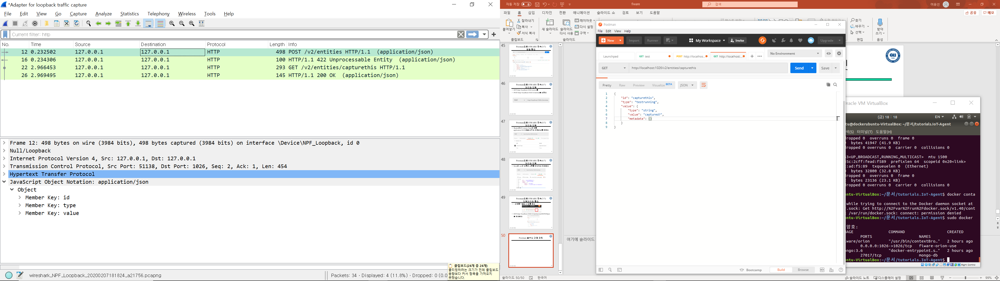 *Adapter for loopback traffic capture
File Edit View Go Capture Analyze Statistics Telephony Wireless Tools Help
Current filter: http
No. Time Source Destination Protocol Length Info
12 0.232502 127.0.0.1 127.0.0.1 HTTP 498 POST /v2/entities HTTP/1.1 (application/json)
16 0.234306 127.0.0.1 127.0.0.1 HTTP 100 HTTP/1.1 422 Unprocessable Entity (application/json)
22 2.966453 127.0.0.1 127.0.0.1 HTTP 293 GET /v2/entities/capturethis HTTP/1.1
26 2.969495 127.0.0.1 127.0.0.1 HTTP 145 HTTP/1.1 200 OK (application/json)
Frame 12: 498 bytes on wire (3984 bits), 498 bytes captured (3984 bits) on interface \Device\NPF_Loopback, id 0
Null/Loopback
Internet Protocol Version 4, Src: 127.0.0.1, Dst: 127.0.0.1
Transmission Control Protocol, Src Port: 51138, Dst Port: 1026, Seq: 2, Ack: 1, Len: 454
Hypertext Transfer Protocol
JavaScript Object Notation: application/json
Object
Member Key: id
Member Key: type
Member Key: value
wireshark_NPF_Loopback_20200207181824_a21756.pcapng
Packets: 34 · Displayed: 4 (11.8%) · Dropped: 0 (0.0
클립보드(24개 중 24개)
클리핑하려는 크기가 전체 클립보드
용량보다 커서 항목을 가져오지
못했습니다.
자동 저장
fiware
검색
어유선
파일 홈 삽입 디자인 전환 애니메이션 슬라이드 쇼 검토 보기 도움말
공유 메모
붙여넣기
잘라내기
복사
서식 복사
클립보드
새 슬라이드
슬라이드 다시 사용
레이아웃
다시 설정
구역
슬라이드
찾기
바꾸기
선택
편집
받아쓰기
음성
45
46
47
48
49
50
여기에 슬라이드
슬라이드 50/50 한국어
슬라이드 노트 디스플레이 설정 99%
Postman
File Edit View Help
New Import Runner My Workspace Invite Upgrade
Launchpad GET test POST http://localhos... GET http://localhost:... No Environment
GET http://localhost:1026/v2/entities/capturethis Send Save
Pretty Raw Preview Visualize BETA JSON
1 {
2 "id": "capturethis",
3 "type": "testrunning",
4 "value": {
5 "type": "string",
6 "value": "captured?",
7 "metadata": {}
8 }
9 }
Bootcamp Build Browse
Oracle VM VirtualBox
(금) 18 : 18 EN
tu@dockerubuntu-VirtualBox: ~/문서/tutorials.IoT-Agent
색(S) 터미널(T) 도움말(H)
dropped 0 overruns 0 frame 0
bytes 41947 (41.9 KB)
dropped 0 overruns 0 carrier 0 collisions 0
63<UP,BROADCAST,RUNNING,MULTICAST> mtu 1500
5c:2cff:fead:f589 prefixlen 64 scopeid 0x20<link>
:ad:f5:89 txqueuelen 0 (Ethernet)
bytes 32800 (32.8 KB)
dropped 0 overruns 0 frame 0
bytes 23136 (23.1 KB)
dropped 0 overruns 0 carrier 0 collisions 0
untu-VirtualBox:~/문서/tutorials.IoT-Agent$ docker conta
while trying to connect to the Docker daemon socket at
er.sock: Get http://%2Fvar%2Frun%2Fdocker.sock/v1.40/cont
/var/run/docker.sock: connect: permission denied
untu-VirtualBox:~/문서/tutorials.IoT-Agent$ sudo docker
암호:
MAGE COMMAND CREATED
PORTS NAMES
iware/orion "/usr/bin/contextBro…" 2 hours ago
0.0.0.0:1026->1026/tcp fiware-orion-use
ongo:3.6 "docker-entrypoint.s…" 2 hours ago
27017/tcp mongo-db
untu-VirtualBox:~/문서/tutorials.IoT-Agent$
Right Control